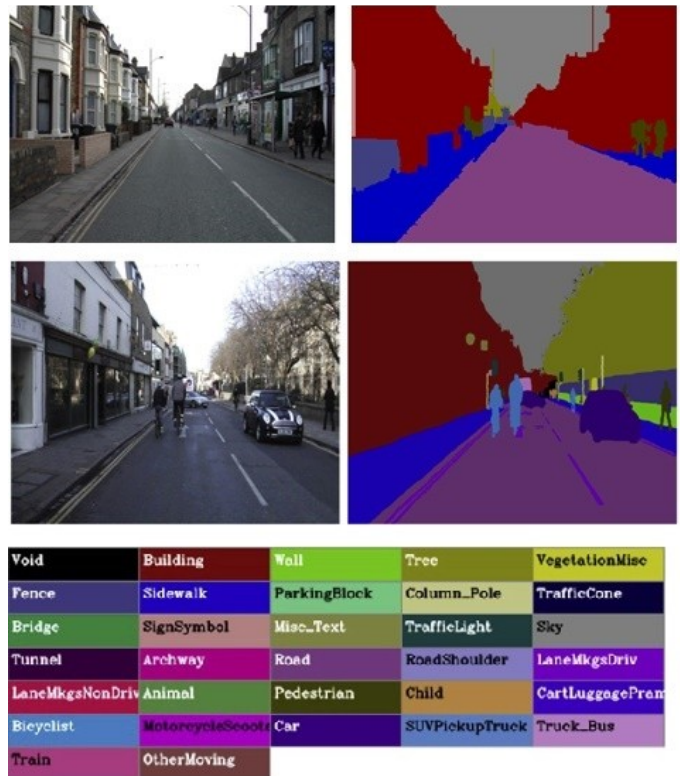 Void Building Wall Tree VegetationMisc
Fence Sidewalk ParkingBlock Column_Pole TrafficCone
Bridge SignSymbol Misc_Text TrafficLight Sky
Tunnel Archway Road RoadShoulder LaneMkgsDriv
LaneMkgsNonDriv Animal Pedestrian Child CartLuggagePram
Bicyclist MotorcycleScoote Car SUVPickupTruck Truck_Bus
Train OtherMoving